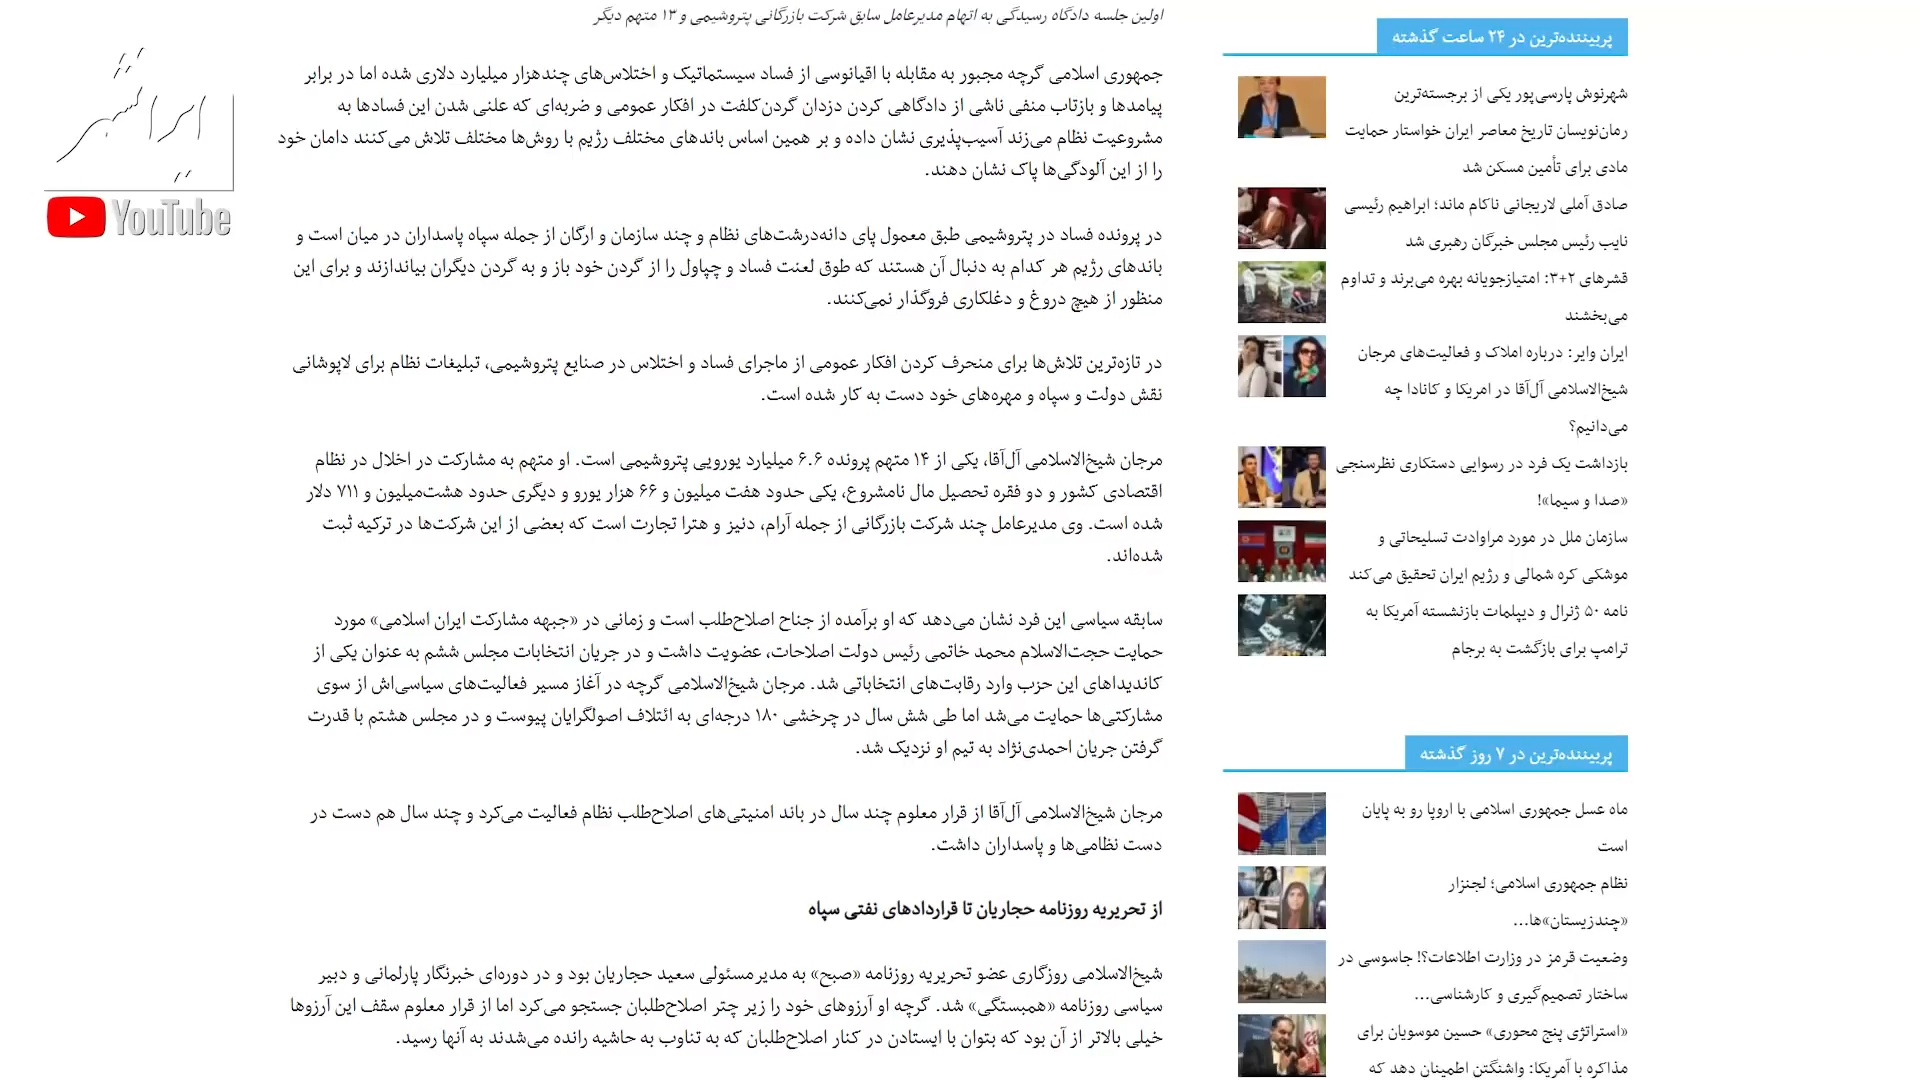 اولین جلسه دادگاه رسیدگی به اتهام مدیرعامل سابق شرکت بازرگانی پتروشیمی و ۱۳ متهم دیگر
جمهوری اسلامی گرچه مجبور به مقابله با اقیانوسی از فساد سیستماتیک و اختلاس‌های چندهزار میلیارد دلاری شده اما در برابر
پیامدها و بازتاب منفی ناشی از دادگاهی کردن دزدان گردن‌کلفت در افکار عمومی و ضربه‌ای که علنی شدن این فسادها به
مشروعیت نظام می‌زند آسیب‌پذیری نشان داده و بر همین اساس باندهای مختلف رژیم با روش‌ها مختلف تلاش می‌کنند دامان خود
را از این آلودگی‌ها پاک نشان دهند.
در پرونده فساد در پتروشیمی طبق معمول پای دانه‌درشت‌های نظام و چند سازمان و ارگان از جمله سپاه پاسداران در میان است و
باندهای رژیم هر کدام به دنبال آن هستند که طوق لعنت فساد و چپاول را از گردن خود باز و به گردن دیگران بیاندازند و برای این
منظور از هیچ دروغ و دغلکاری فروگذار نمی‌کنند.
در تازه‌ترین تلاش‌ها برای منحرف کردن افکار عمومی از ماجرای فساد و اختلاس در صنایع پتروشیمی، تبلیغات نظام برای لاپوشانی
نقش دولت و سپاه و مهره‌های خود دست به کار شده است.
مرجان شیخ‌الاسلامی آل‌آقا، یکی از ۱۴ متهم پرونده ۶.۶ میلیارد یورویی پتروشیمی است. او متهم به مشارکت در اخلال در نظام
اقتصادی کشور و دو فقره تحصیل مال نامشروع، یکی حدود هفت میلیون و ۶۶ هزار یورو و دیگری حدود هشت‌میلیون و ۷۱۱ دلار
شده است. وی مدیرعامل چند شرکت بازرگانی از جمله آرام، دنیز و هترا تجارت است که بعضی از این شرکت‌ها در ترکیه ثبت
شده‌اند.
سابقه سیاسی این فرد نشان می‌دهد که او برآمده از جناح اصلاح‌طلب است و زمانی در «جبهه مشارکت ایران اسلامی» مورد
حمایت حجت‌الاسلام محمد خاتمی رئیس دولت اصلاحات، عضویت داشت و در جریان انتخابات مجلس ششم به عنوان یکی از
کاندیداهای این حزب وارد رقابت‌های انتخاباتی شد. مرجان شیخ‌الاسلامی گرچه در آغاز مسیر فعالیت‌های سیاسی‌اش از سوی
مشارکتی‌ها حمایت می‌شد اما طی شش سال در چرخشی ۱۸۰ درجه‌ای به ائتلاف اصولگرایان پیوست و در مجلس هشتم با قدرت
گرفتن جریان احمدی‌نژاد به تیم او نزدیک شد.
مرجان شیخ‌الاسلامی آل‌آقا از قرار معلوم چند سال در باند امنیتی‌های اصلاح‌طلب نظام فعالیت می‌کرد و چند سال هم دست در
دست نظامی‌ها و پاسداران داشت.
از تحریریه روزنامه حجاریان تا قراردادهای نفتی سپاه
شیخ‌الاسلامی روزگاری عضو تحریریه روزنامه «صبح» به مدیرمسئولی سعید حجاریان بود و در دوره‌ای خبرنگار پارلمانی و دبیر
سیاسی روزنامه «همبستگی» شد. گرچه او آرزوهای خود را زیر چتر اصلاح‌طلبان جستجو می‌کرد اما از قرار معلوم سقف این آرزوها
خیلی بالاتر از آن بود که بتوان با ایستادن در کنار اصلاح‌طلبان که به تناوب به حاشیه رانده می‌شدند به آنها رسید.
پربیننده‌ترین در ۲۴ ساعت گذشته
شهرنوش پارسی‌پور یکی از برجسته‌ترین
رمان‌نویسان تاریخ معاصر ایران خواستار حمایت
مادی برای تأمین مسکن شد
صادق آملی لاریجانی ناکام ماند؛ ابراهیم رئیسی
نایب رئیس مجلس خبرگان رهبری شد
قشرهای ۲+۳: امتیازجویانه بهره می‌برند و تداوم
می‌بخشند
ایران وایر: درباره املاک و فعالیت‌های مرجان
شیخ‌الاسلامی آل‌آقا در امریکا و کانادا چه
می‌دانیم؟
بازداشت یک فرد در رسوایی دستکاری نظرسنجی
«صدا و سیما»!
سازمان ملل در مورد مراوادت تسلیحاتی و
موشکی کره شمالی و رژیم ایران تحقیق می‌کند
نامه ۵۰ ژنرال و دیپلمات بازنشسته آمریکا به
ترامپ برای بازگشت به برجام
پربیننده‌ترین در ۷ روز گذشته
ماه عسل جمهوری اسلامی با اروپا رو به پایان
است
نظام جمهوری اسلامی؛ لجنزار
«چندزیستان»ها…
وضعیت قرمز در وزارت اطلاعات؟! جاسوسی در
ساختار تصمیم‌گیری و کارشناسی…
«استراتژی پنج محوری» حسین موسویان برای
مذاکره با آمریکا: واشنگتن اطمینان دهد که
YouTube